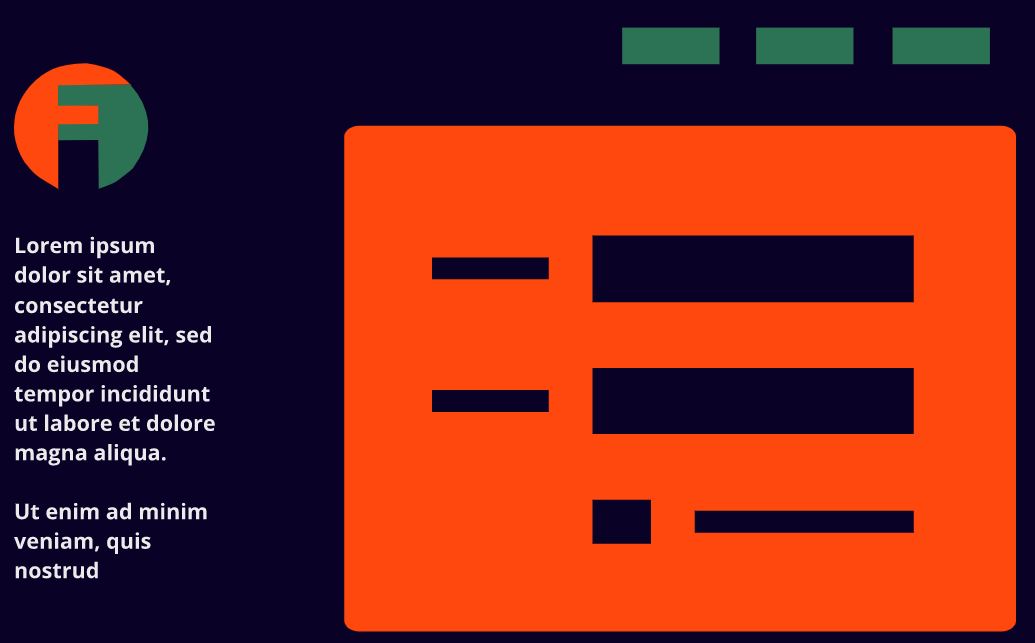 Lorem ipsum
dolor sit amet,
consectetur
adipiscing elit, sed
do eiusmod
tempor incididunt
ut labore et dolore
magna aliqua.
Ut enim ad minim
veniam, quis
nostrud